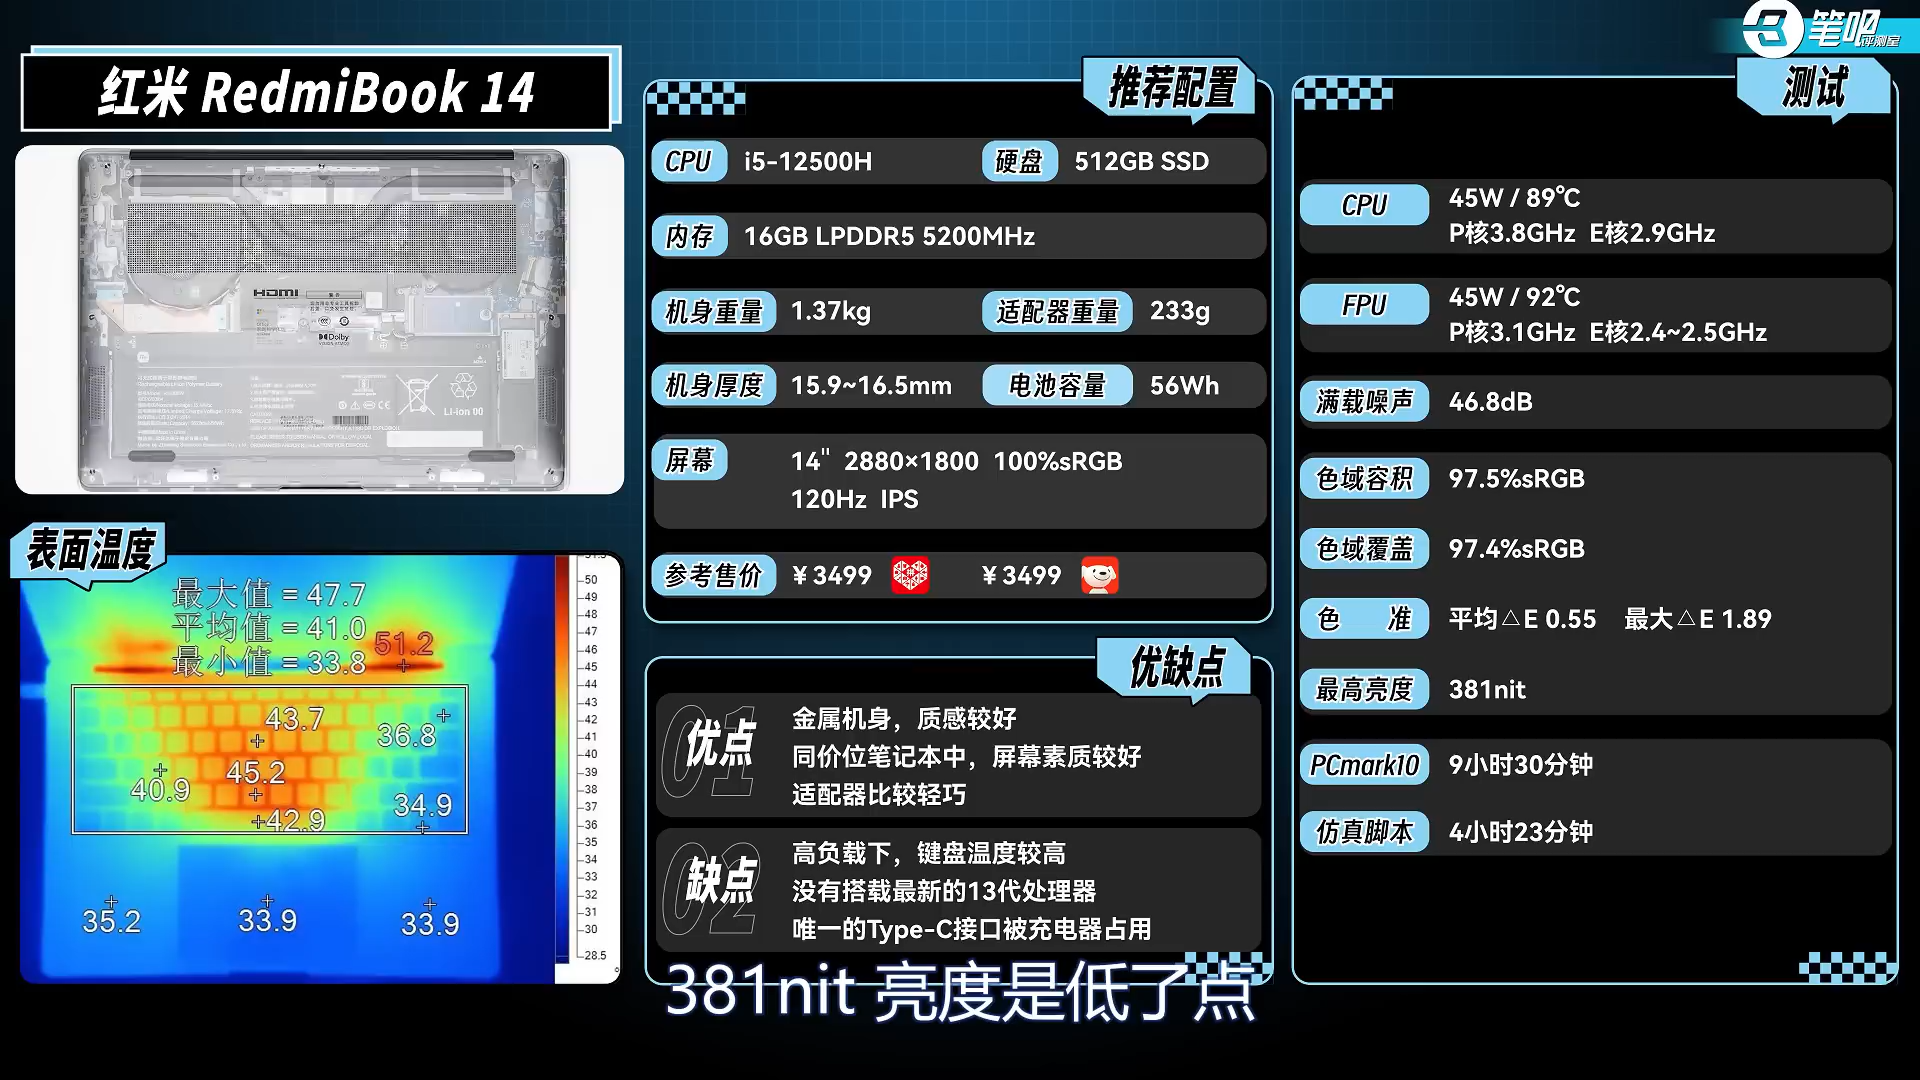 笔吧
评测室
红米 RedmiBook 14
HDMI
Dolby
Li-ion 00
表面温度
最大值 = 47.7
平均值 = 41.0
最小值 = 33.8
51.2
43.7
36.8
45.2
40.9
34.9
42.9
35.2
33.9
33.9
50
49
48
47
46
45
44
43
42
41
40
39
38
37
36
35
34
33
32
31
30
28.5
推荐配置
CPU i5-12500H 硬盘 512GB SSD
内存 16GB LPDDR5 5200MHz
机身重量 1.37kg 适配器重量 233g
机身厚度 15.9~16.5mm 电池容量 56Wh
屏幕 14" 2880×1800 100%sRGB
120Hz IPS
参考售价 ¥3499 ¥3499
优缺点
01 优点
金属机身，质感较好
同价位笔记本中，屏幕素质较好
适配器比较轻巧
02 缺点
高负载下，键盘温度较高
没有搭载最新的13代处理器
唯一的Type-C接口被充电器占用
测试
CPU 45W / 89℃
P核3.8GHz E核2.9GHz
FPU 45W / 92℃
P核3.1GHz E核2.4~2.5GHz
满载噪声 46.8dB
色域容积 97.5%sRGB
色域覆盖 97.4%sRGB
色准 平均△E 0.55 最大△E 1.89
最高亮度 381nit
PCmark10 9小时30分钟
仿真脚本 4小时23分钟
381nit 亮度是低了点